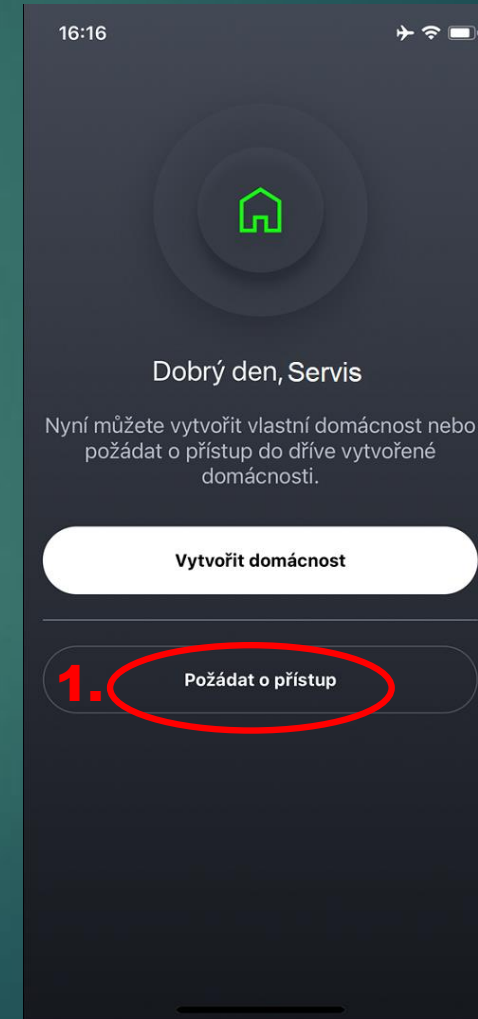 16:16
Dobrý den, Servis
Nyní můžete vytvořit vlastní domácnost nebo
požádat o přístup do dříve vytvořené
domácnosti.
Vytvořit domácnost
1. Požádat o přístup